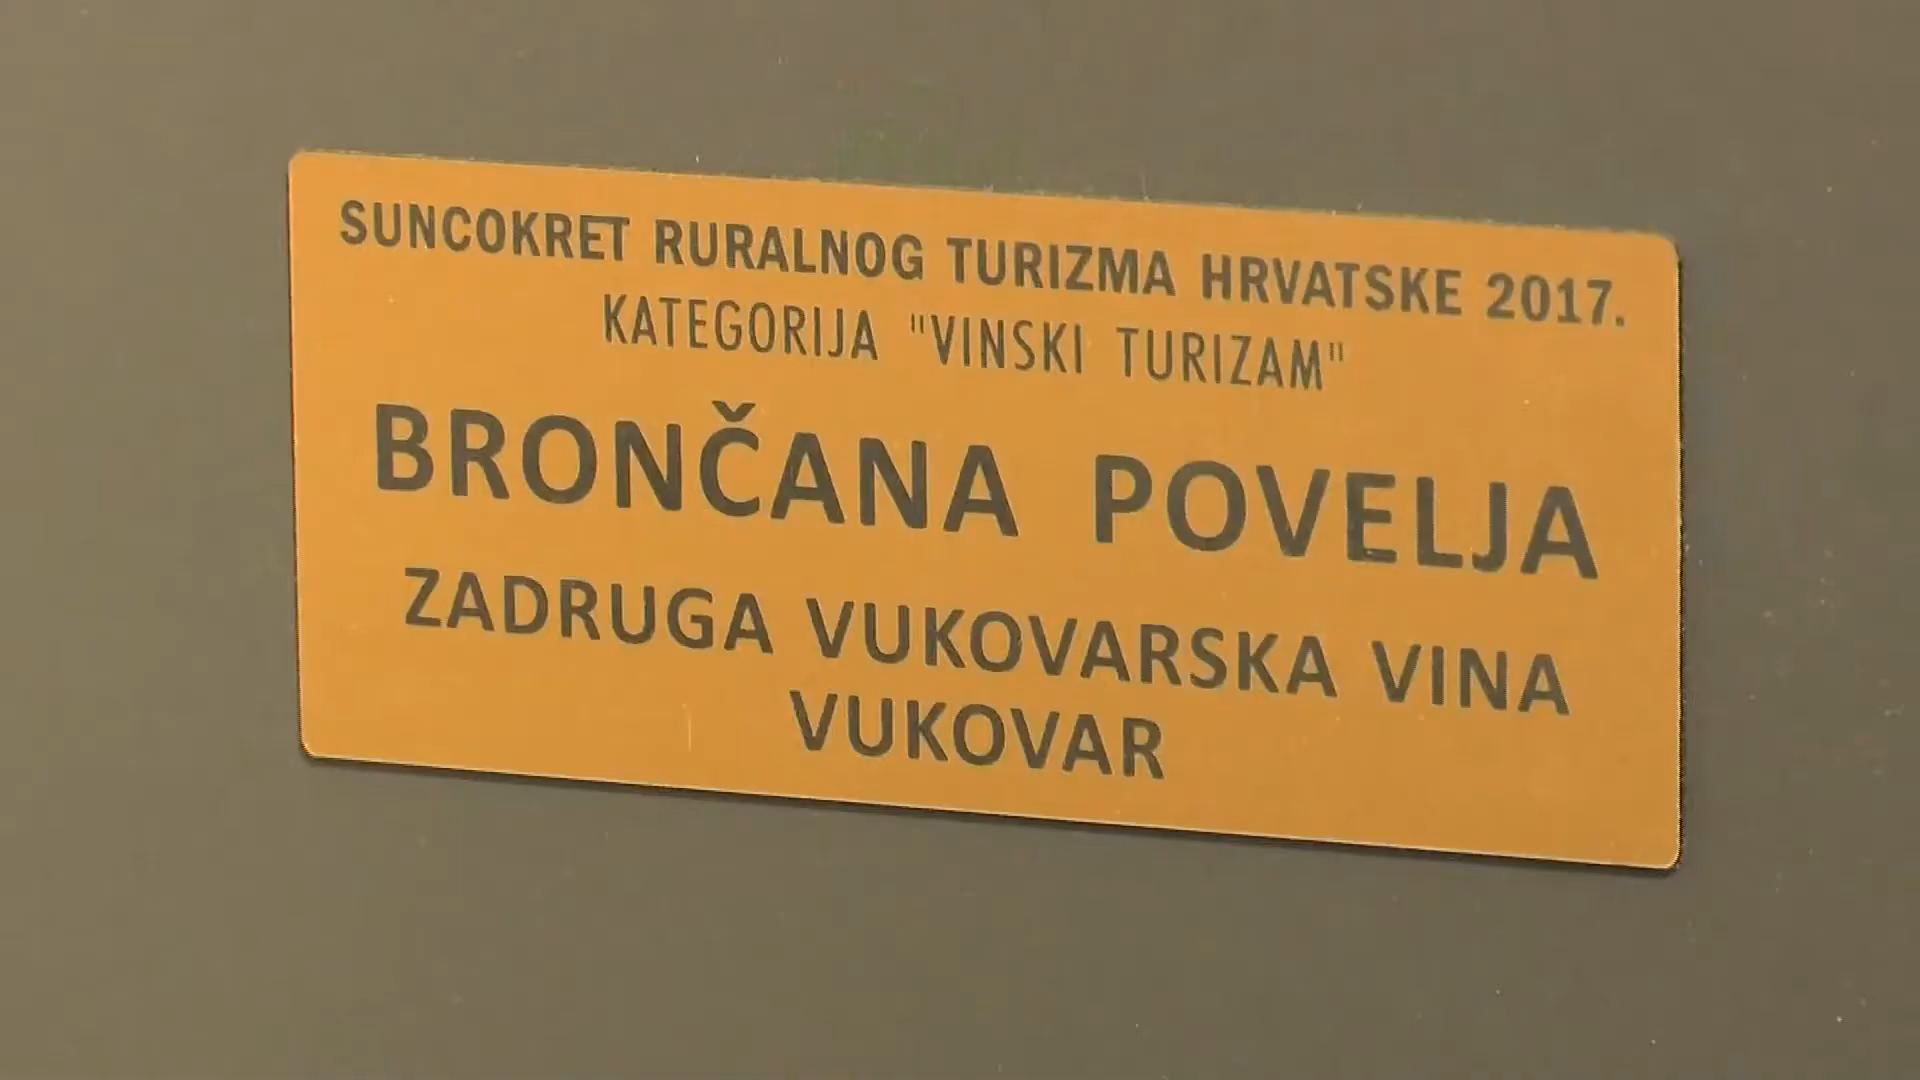 SUNCOKRET RURALNOG TURIZMA HRVATSKE 2017.
KATEGORIJA "VINSKI TURIZAM"
BRONČANA POVELJA
ZADRUGA VUKOVARSKA VINA
VUKOVAR